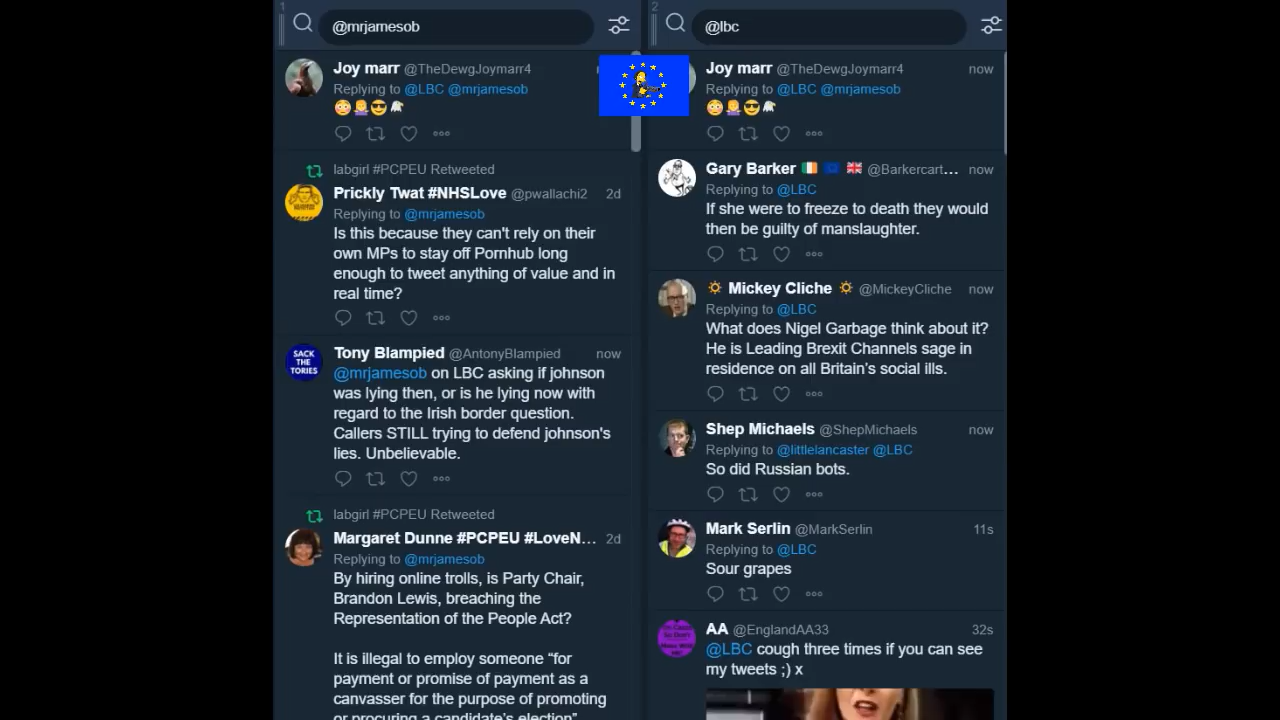 1
@mrjamesob
Joy marr @TheDewgJoymarr4
Replying to @LBC @mrjamesob
😳🤷‍♀️😎🦅
labgirl #PCPEU Retweeted
Prickly Twat #NHSLove @pwallachi2 2d
Replying to @mrjamesob
Is this because they can't rely on their
own MPs to stay off Pornhub long
enough to tweet anything of value and in
real time?
Tony Blampied @AntonyBlampied now
SACK
THE
TORIES
@mrjamesob on LBC asking if johnson
was lying then, or is he lying now with
regard to the Irish border question.
Callers STILL trying to defend johnson's
lies. Unbelievable.
labgirl #PCPEU Retweeted
Margaret Dunne #PCPEU #LoveN... 2d
Replying to @mrjamesob
By hiring online trolls, is Party Chair,
Brandon Lewis, breaching the
Representation of the People Act?
It is illegal to employ someone “for
payment or promise of payment as a
canvasser for the purpose of promoting
or procuring a candidate's election”
2
@lbc
Joy marr @TheDewgJoymarr4 now
Replying to @LBC @mrjamesob
😳🤷‍♀️😎🦅
Gary Barker 🇮🇪 🇪🇺 🇬🇧 @Barkercart... now
Replying to @LBC
If she were to freeze to death they would
then be guilty of manslaughter.
🔅 Mickey Cliche 🔅 @MickeyCliche now
Replying to @LBC
What does Nigel Garbage think about it?
He is Leading Brexit Channels sage in
residence on all Britain's social ills.
Shep Michaels @ShepMichaels now
Replying to @littlelancaster @LBC
So did Russian bots.
Mark Serlin @MarkSerlin 11s
Replying to @LBC
Sour grapes
AA @EnglandAA33 32s
@LBC cough three times if you can see
my tweets ;) x